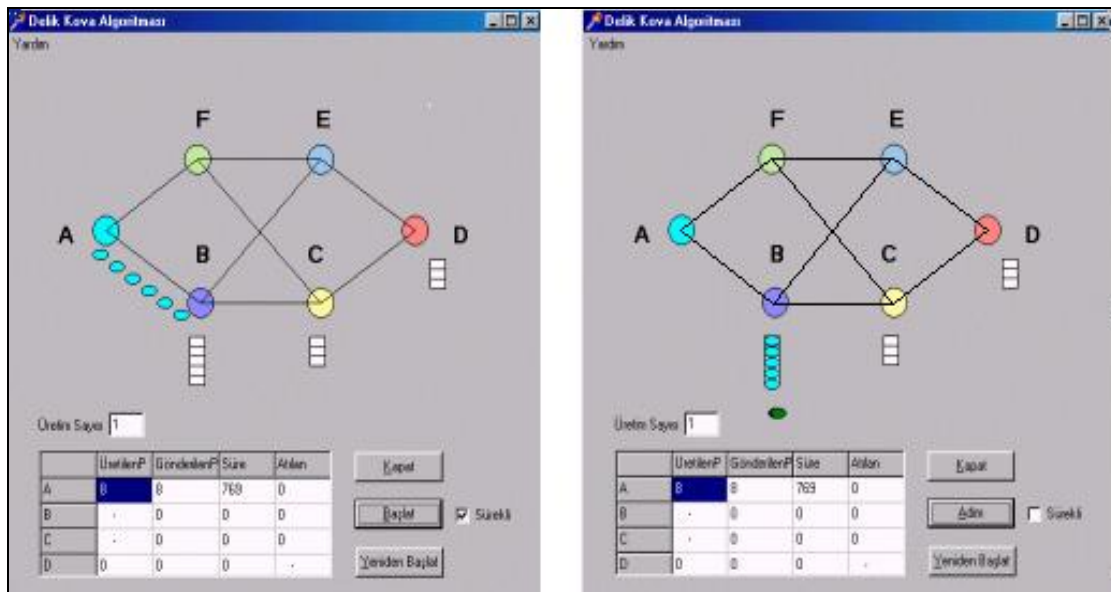 Delik Kova Algoritması
Yardım
F E
A B C D
Üretim Sayısı 1
ÜretilenP GönderilenP Süre Atılan
A 8 8 769 0
B . 0 0 0
C . 0 0 0
D 0 0 0 .
Kapat
Başlat
Sürekli
Yeniden Başlat
Delik Kova Algoritması
Yardım
F E
A B C D
Üretim Sayısı 1
ÜretilenP GönderilenP Süre Atılan
A 8 8 769 0
B . 0 0 0
C . 0 0 0
D 0 0 0 .
Kapat
Adım
Sürekli
Yeniden Başlat